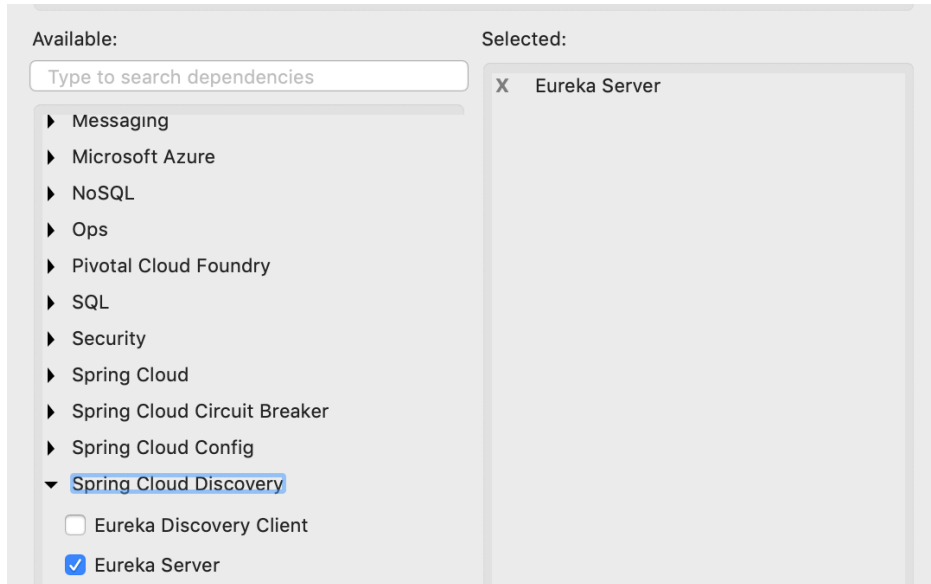 Available:
Type to search dependencies
Messaging
Microsoft Azure
NoSQL
Ops
Pivotal Cloud Foundry
SQL
Security
Spring Cloud
Spring Cloud Circuit Breaker
Spring Cloud Config
Spring Cloud Discovery
Eureka Discovery Client
Eureka Server
Selected:
X Eureka Server